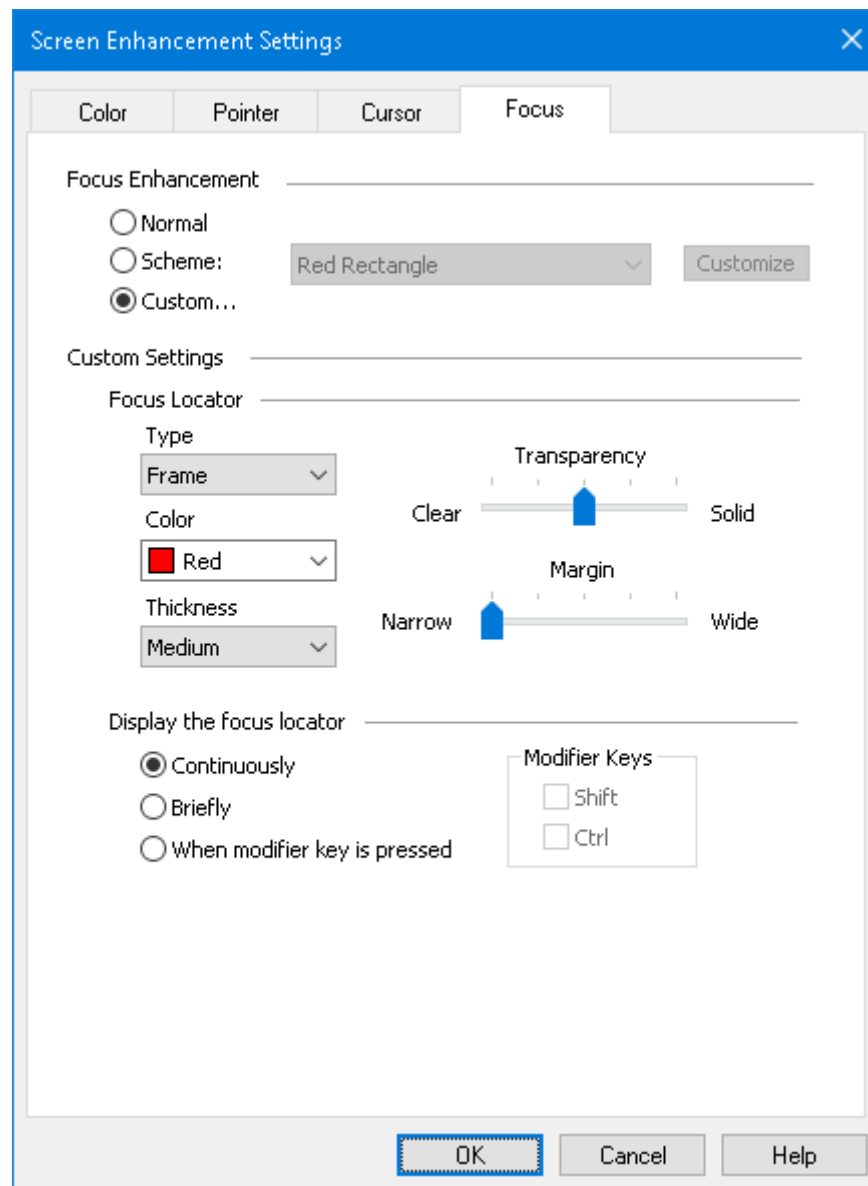 Screen Enhancement Settings
Color Pointer Cursor Focus
Focus Enhancement
Normal
Scheme: Red Rectangle Customize
Custom...
Custom Settings
Focus Locator
Type
Transparency
Frame
Clear Solid
Color
Red
Margin
Thickness
Narrow Wide
Medium
Display the focus locator
Continuously
Briefly
When modifier key is pressed
Modifier Keys
Shift
Ctrl
OK Cancel Help